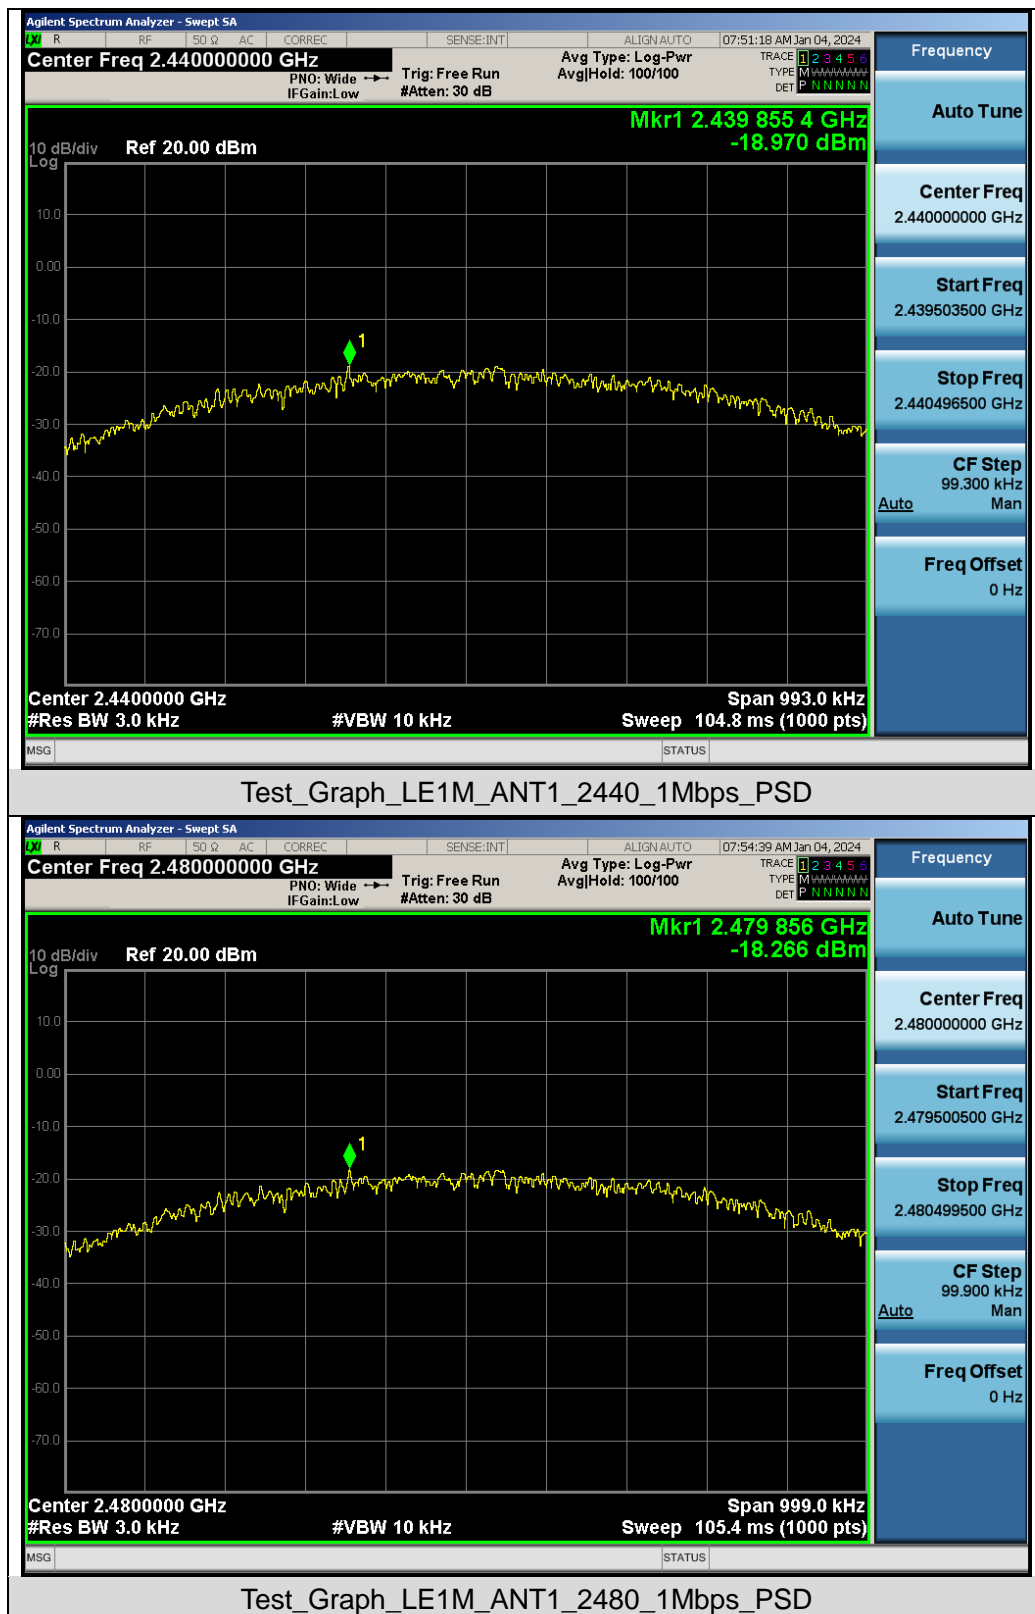 Agilent Spectrum Analyzer - Swept SA
LXI R RF 50 Ω AC CORREC SENSE:INT ALIGN AUTO 07:51:18 AM Jan 04, 2024
Center Freq 2.440000000 GHz
PNO: Wide
IFGain:Low
Trig: Free Run
#Atten: 30 dB
Avg Type: Log-Pwr
Avg|Hold: 100/100
TRACE 1 2 3 4 5 6
TYPE M WWWWW
DET P N N N N N
Mkr1 2.439 855 4 GHz
-18.970 dBm
10 dB/div Ref 20.00 dBm
Log
10.0
0.00
-10.0
-20.0
-30.0
-40.0
-50.0
-60.0
-70.0
1
Center 2.4400000 GHz Span 993.0 kHz
#Res BW 3.0 kHz #VBW 10 kHz Sweep 104.8 ms (1000 pts)
MSG STATUS
Frequency
Auto Tune
Center Freq
2.440000000 GHz
Start Freq
2.439503500 GHz
Stop Freq
2.440496500 GHz
CF Step
99.300 kHz
Auto Man
Freq Offset
0 Hz
Test_Graph_LE1M_ANT1_2440_1Mbps_PSD
Agilent Spectrum Analyzer - Swept SA
LXI R RF 50 Ω AC CORREC SENSE:INT ALIGN AUTO 07:54:39 AM Jan 04, 2024
Center Freq 2.480000000 GHz
PNO: Wide
IFGain:Low
Trig: Free Run
#Atten: 30 dB
Avg Type: Log-Pwr
Avg|Hold: 100/100
TRACE 1 2 3 4 5 6
TYPE M WWWWW
DET P N N N N N
Mkr1 2.479 856 GHz
-18.266 dBm
10 dB/div Ref 20.00 dBm
Log
10.0
0.00
-10.0
-20.0
-30.0
-40.0
-50.0
-60.0
-70.0
1
Center 2.4800000 GHz Span 999.0 kHz
#Res BW 3.0 kHz #VBW 10 kHz Sweep 105.4 ms (1000 pts)
MSG STATUS
Frequency
Auto Tune
Center Freq
2.480000000 GHz
Start Freq
2.479500500 GHz
Stop Freq
2.480499500 GHz
CF Step
99.900 kHz
Auto Man
Freq Offset
0 Hz
Test_Graph_LE1M_ANT1_2480_1Mbps_PSD